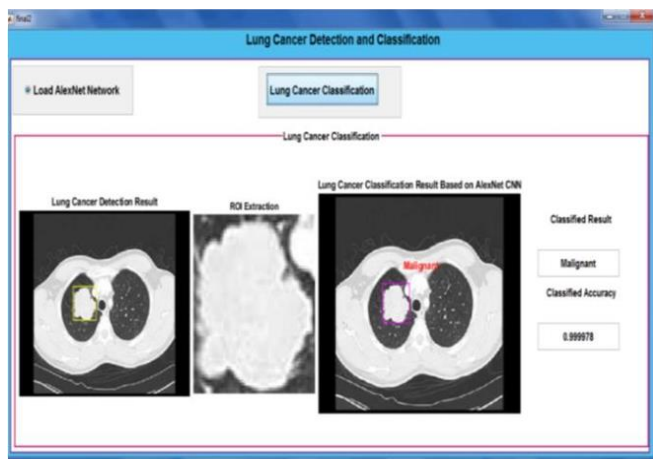 final2
Lung Cancer Detection and Classification
Load AlexNet Network
Lung Cancer Classification
Lung Cancer Classification
Lung Cancer Detection Result
ROI Extraction
Lung Cancer Classification Result Based on AlexNet CNN
Malignant
Classified Result
Malignant
Classified Accuracy
0.999978